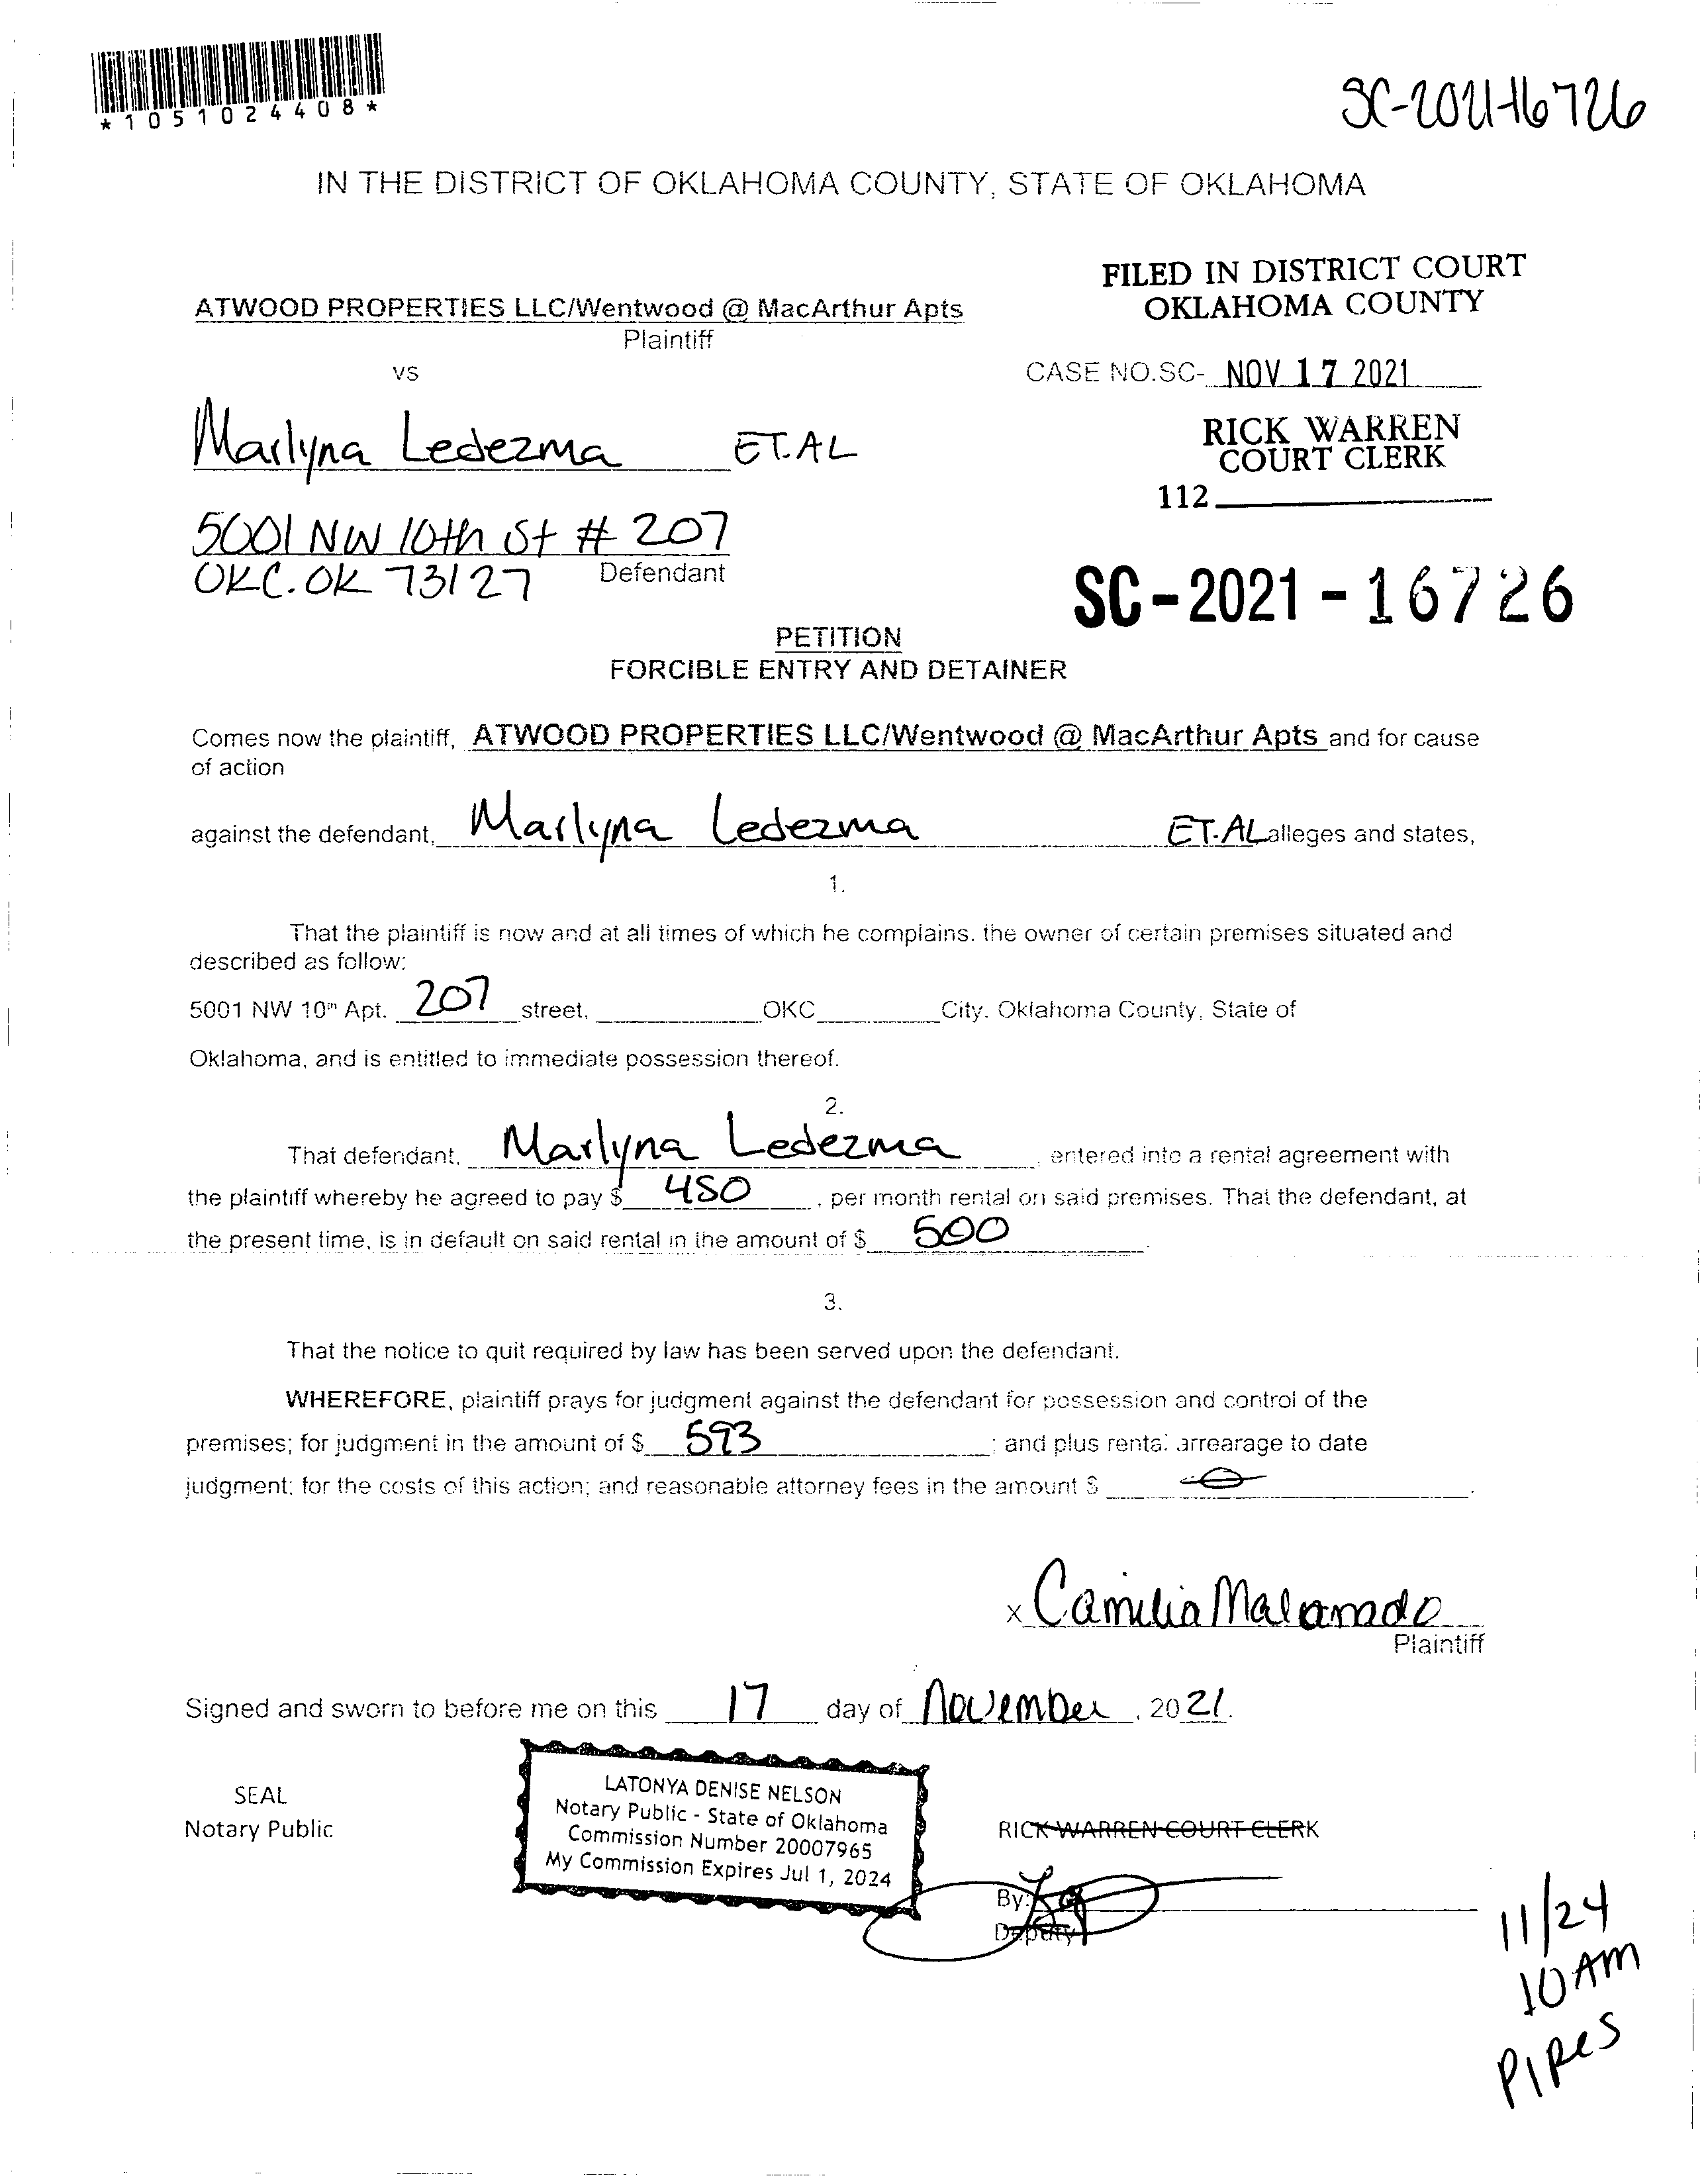 *1051024408*
SC-2021-16726
IN THE DISTRICT OF OKLAHOMA COUNTY, STATE OF OKLAHOMA
FILED IN DISTRICT COURT
OKLAHOMA COUNTY
ATWOOD PROPERTIES LLC/Wentwood @ MacArthur Apts
Plaintiff
vs
CASE NO.SC- NOV 17 2021
Marlyna Ledezma ET.AL
RICK WARREN
COURT CLERK
112
5001 NW 10th St # 207
OKC.OK 73127 Defendant
SC-2021-16726
PETITION
FORCIBLE ENTRY AND DETAINER
Comes now the plaintiff, ATWOOD PROPERTIES LLC/Wentwood @ MacArthur Apts and for cause
of action
against the defendant, Marlyna Ledezma ET.AL alleges and states,
1.
That the plaintiff is now and at all times of which he complains. the owner of certain premises situated and
described as follow:
5001 NW 10th Apt. 207 street, OKC City. Oklahoma County, State of
Oklahoma, and is entitled to immediate possession thereof.
2.
That defendant, Marlyna Ledezma, entered into a rental agreement with
the plaintiff whereby he agreed to pay $ 450, per month rental on said premises. That the defendant, at
the present time, is in default on said rental in the amount of $ 500.
3.
That the notice to quit required by law has been served upon the defendant.
WHEREFORE, plaintiff prays for judgment against the defendant for possession and control of the
premises; for judgment in the amount of $ 593; and plus rental arrearage to date
judgment; for the costs of this action; and reasonable attorney fees in the amount $ 0.
x Camilia
Plaintiff
Signed and sworn to before me on this 17 day of November, 2021.
LATONYA DENISE NELSON
Notary Public - State of Oklahoma
Commission Number 20007965
My Commission Expires Jul 1, 2024
SEAL
Notary Public
RICK WARREN COURT CLERK
By:
Deputy
11/24
10 AM
PIRES